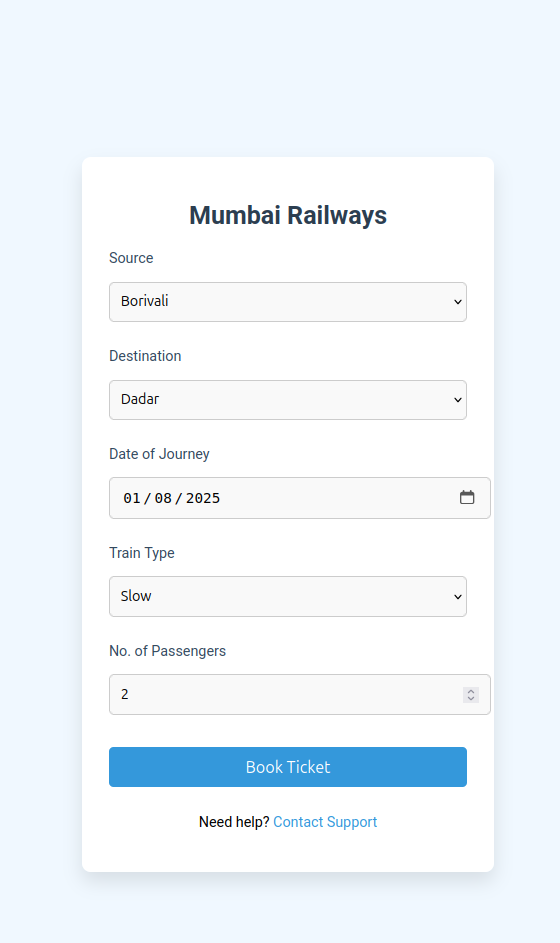 Mumbai Railways
Source
Borivali
Destination
Dadar
Date of Journey
01/08/2025
Train Type
Slow
No. of Passengers
2
Book Ticket
Need help? Contact Support